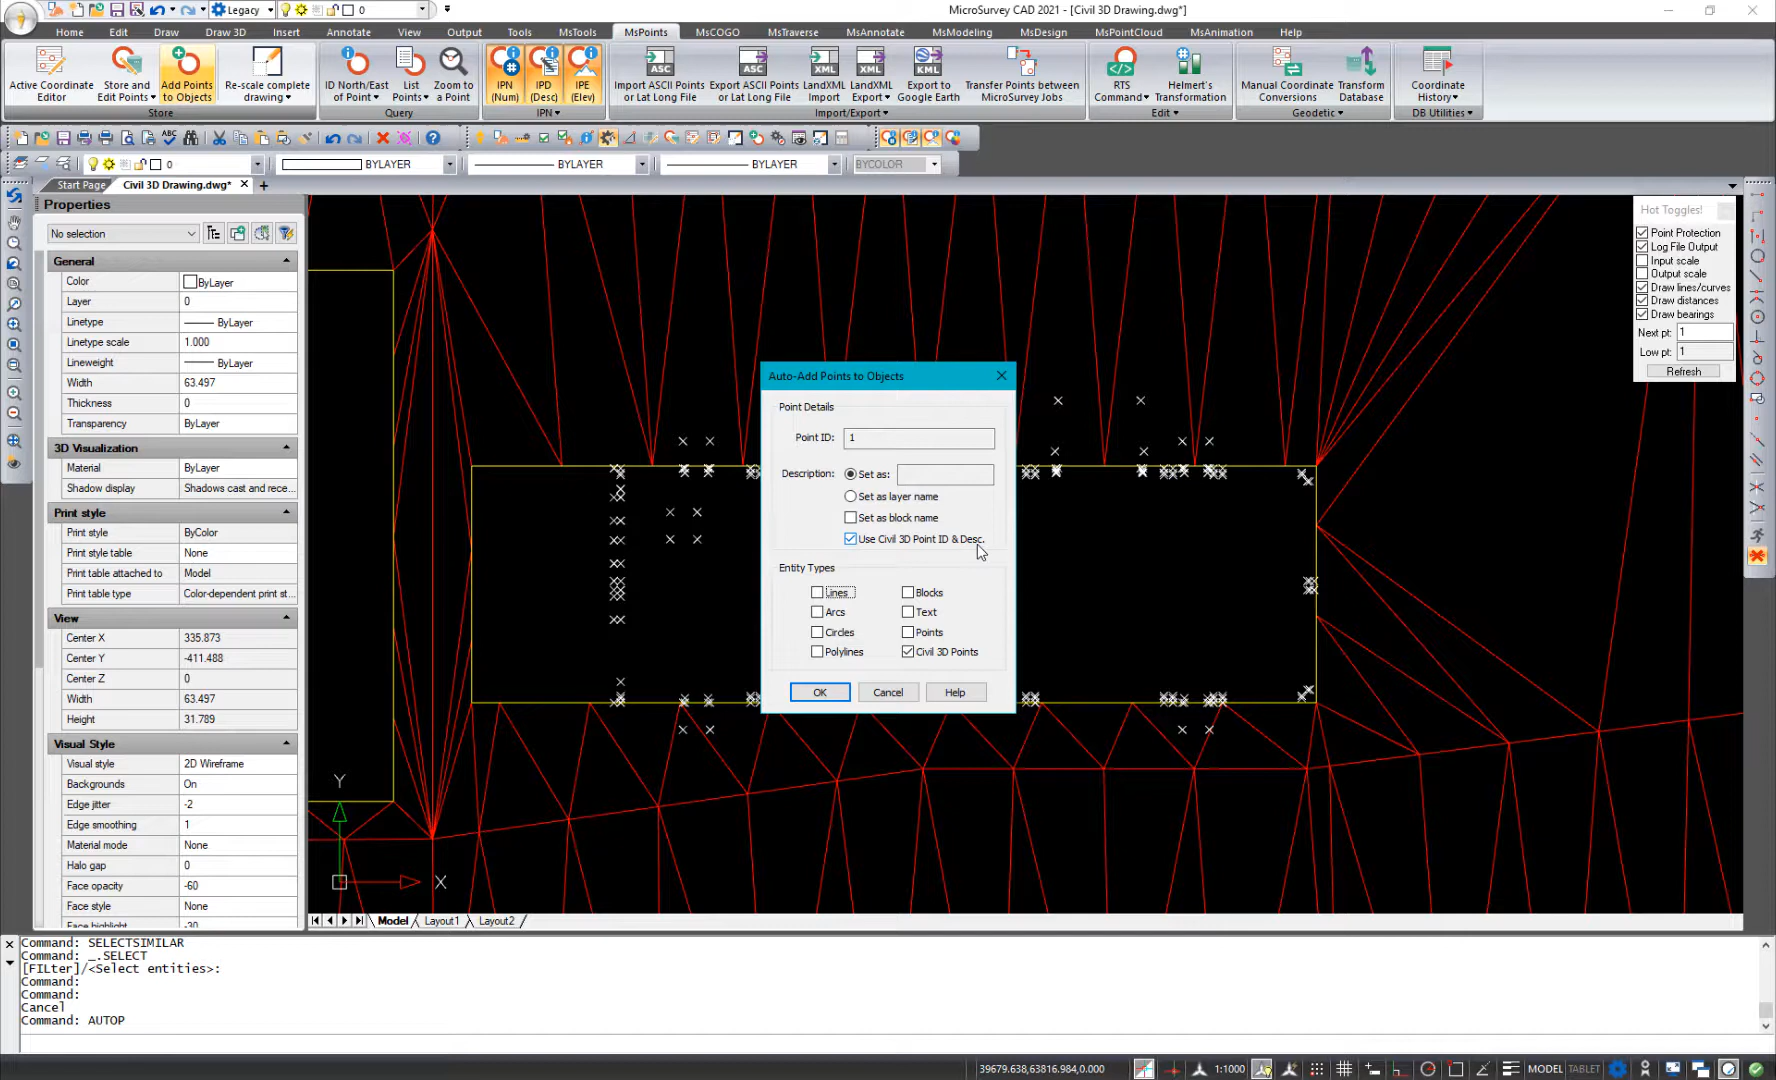 Legacy
0
MicroSurvey CAD 2021 - [Civil 3D Drawing.dwg*]
Home Edit Draw Draw 3D Insert Annotate View Output Tools MsTools MsPoints MsCOGO MsTraverse MsAnnotate MsModeling MsDesign MsPointCloud MsAnimation Help
Active Coordinate Editor
Store and Edit Points
Add Points to Objects
Re-scale complete drawing
ID North/East of Point
List Points
Zoom to a Point
IPN (Num)
IPD (Desc)
IPE (Elev)
Import ASCII Points or Lat Long File
Export ASCII Points or Lat Long File
LandXML Import
LandXML Export
Export to Google Earth
Transfer Points between MicroSurvey Jobs
RTS Command
Helmert's Transformation
Manual Coordinate Conversions
Transform Database
Coordinate History
Store Query IPN Import/Export Edit Geodetic DB Utilities
0 BYLAYER BYLAYER BYLAYER BYCOLOR
Start Page Civil 3D Drawing.dwg*
Properties
No selection
General
Color ByLayer
Layer 0
Linetype ByLayer
Linetype scale 1.000
Lineweight ByLayer
Width 63.497
Thickness 0
Transparency ByLayer
3D Visualization
Material ByLayer
Shadow display Shadows cast and rece...
Print style
Print style ByColor
Print style table None
Print table attached to Model
Print table type Color-dependent print st...
View
Center X 335.873
Center Y -411.488
Center Z 0
Width 63.497
Height 31.789
Visual Style
Visual style 2D Wireframe
Backgrounds On
Edge jitter -2
Edge smoothing 1
Material mode None
Halo gap 0
Face opacity -60
Face style None
Face highlight -30
Hot Toggles!
Point Protection
Log File Output
Input scale
Output scale
Draw lines/curves
Draw distances
Draw bearings
Next pt: 1
Low pt: 1
Refresh
Auto-Add Points to Objects
Point Details
Point ID: 1
Description: Set as:
Set as layer name
Set as block name
Use Civil 3D Point ID & Desc.
Entity Types
Lines Blocks
Arcs Text
Circles Points
Polylines Civil 3D Points
OK Cancel Help
Y
X
Model Layout1 Layout2
Command: SELECTSIMILAR
Command: _.SELECT
[FILter]/<Select entities>:
Command:
Command:
Cancel
Command: AUTOP
39679.638,63816.984,0.000 1:1000 MODEL TABLET